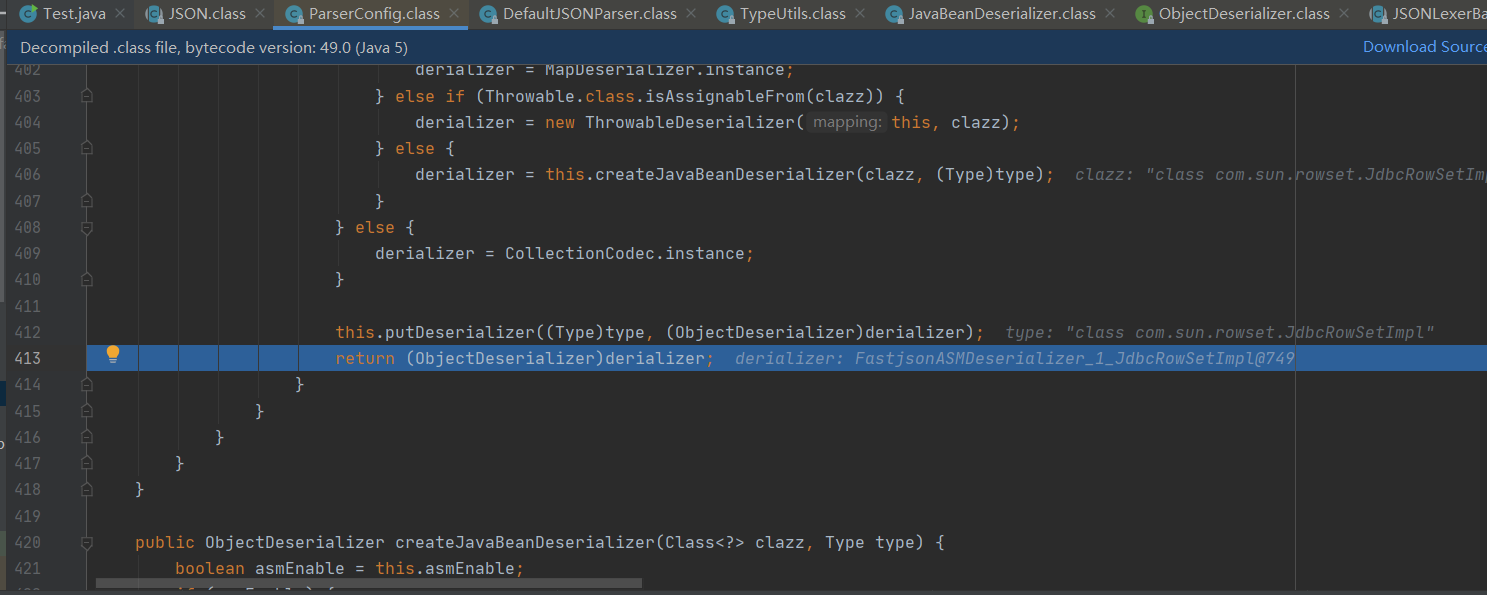 Test.java JSON.class ParserConfig.class DefaultJSONParser.class TypeUtils.class JavaBeanDeserializer.class ObjectDeserializer.class JSONLexerBa
Decompiled .class file, bytecode version: 49.0 (Java 5) Download Source
402 derializer = MapDeserializer.instance;
403 } else if (Throwable.class.isAssignableFrom(clazz)) {
404 derializer = new ThrowableDeserializer( mapping: this, clazz);
405 } else {
406 derializer = this.createJavaBeanDeserializer(clazz, (Type)type); clazz: "class com.sun.rowset.JdbcRowSetImp
407 }
408 } else {
409 derializer = CollectionCodec.instance;
410 }
411
412 this.putDeserializer((Type)type, (ObjectDeserializer)derializer); type: "class com.sun.rowset.JdbcRowSetImpl"
413 return (ObjectDeserializer)derializer; derializer: FastjsonASMDeserializer_1_JdbcRowSetImpl@749
414 }
415 }
416 }
417 }
418 }
419
420 public ObjectDeserializer createJavaBeanDeserializer(Class<?> clazz, Type type) {
421 boolean asmEnable = this.asmEnable;